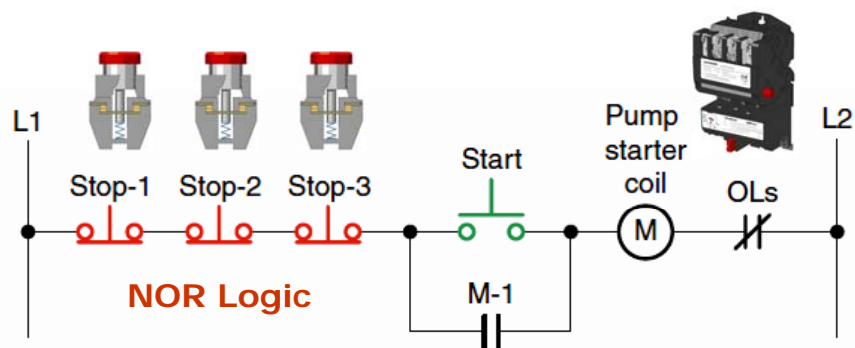 L1
Stop-1 Stop-2 Stop-3
Start
Pump
starter
coil
OLs
L2
M
NOR Logic
M-1